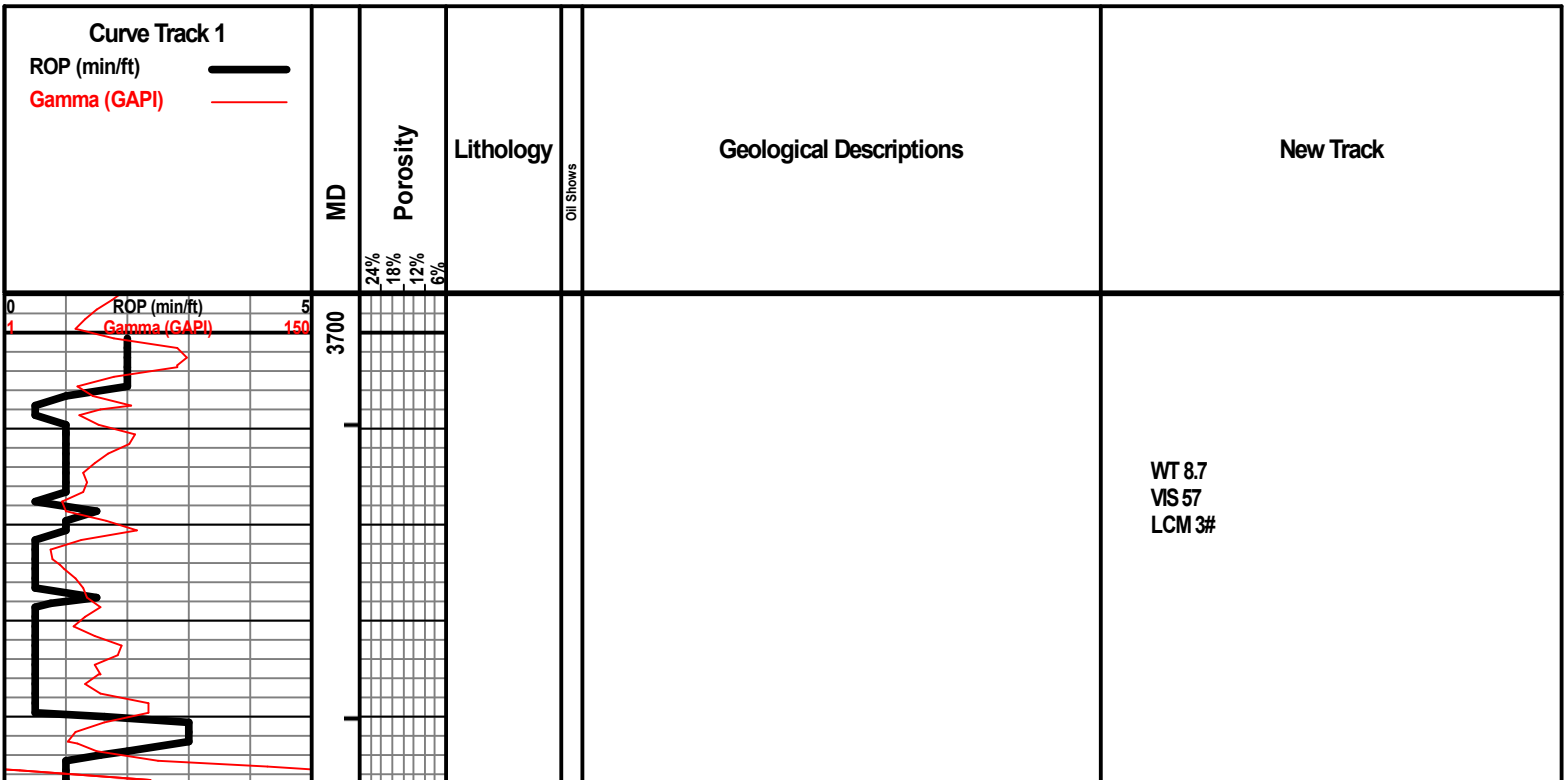 Curve Track 1
ROP (min/ft)
Gamma (GAPI)
MD
Porosity
24%
18%
12%
6%
Lithology
Oil Shows
Geological Descriptions
New Track
0 ROP (min/ft) 5
1 Gamma (GAPI) 150
3700
WT 8.7
VIS 57
LCM 3#